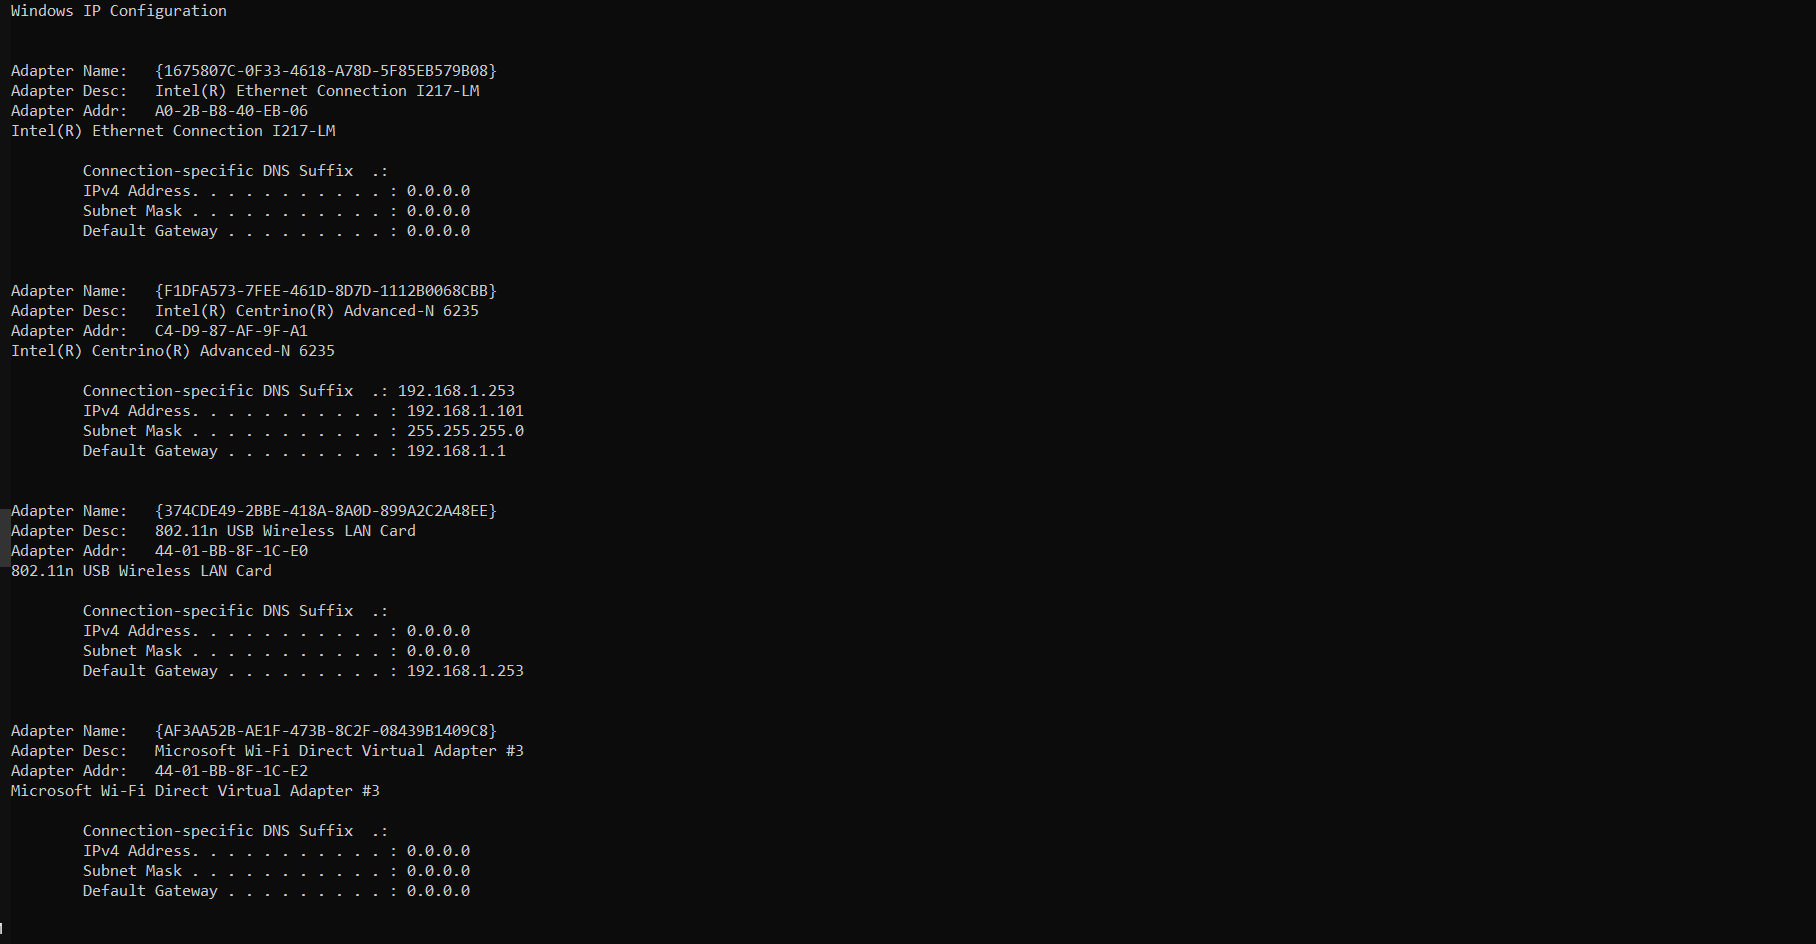 Windows IP Configuration
Adapter Name:   {1675807C-0F33-4618-A78D-5F85EB579B08}
Adapter Desc:   Intel(R) Ethernet Connection I217-LM
Adapter Addr:   A0-2B-B8-40-EB-06
Intel(R) Ethernet Connection I217-LM
Connection-specific DNS Suffix  .:
IPv4 Address. . . . . . . . . . . : 0.0.0.0
Subnet Mask . . . . . . . . . . . : 0.0.0.0
Default Gateway . . . . . . . . . : 0.0.0.0
Adapter Name:   {F1DFA573-7FEE-461D-8D7D-1112B0068CBB}
Adapter Desc:   Intel(R) Centrino(R) Advanced-N 6235
Adapter Addr:   C4-D9-87-AF-9F-A1
Intel(R) Centrino(R) Advanced-N 6235
Connection-specific DNS Suffix  .: 192.168.1.253
IPv4 Address. . . . . . . . . . . : 192.168.1.101
Subnet Mask . . . . . . . . . . . : 255.255.255.0
Default Gateway . . . . . . . . . : 192.168.1.1
Adapter Name:   {374CDE49-2BBE-418A-8A0D-899A2C2A48EE}
Adapter Desc:   802.11n USB Wireless LAN Card
Adapter Addr:   44-01-BB-8F-1C-E0
802.11n USB Wireless LAN Card
Connection-specific DNS Suffix  .:
IPv4 Address. . . . . . . . . . . : 0.0.0.0
Subnet Mask . . . . . . . . . . . : 0.0.0.0
Default Gateway . . . . . . . . . : 192.168.1.253
Adapter Name:   {AF3AA52B-AE1F-473B-8C2F-08439B1409C8}
Adapter Desc:   Microsoft Wi-Fi Direct Virtual Adapter #3
Adapter Addr:   44-01-BB-8F-1C-E2
Microsoft Wi-Fi Direct Virtual Adapter #3
Connection-specific DNS Suffix  .:
IPv4 Address. . . . . . . . . . . : 0.0.0.0
Subnet Mask . . . . . . . . . . . : 0.0.0.0
Default Gateway . . . . . . . . . : 0.0.0.0